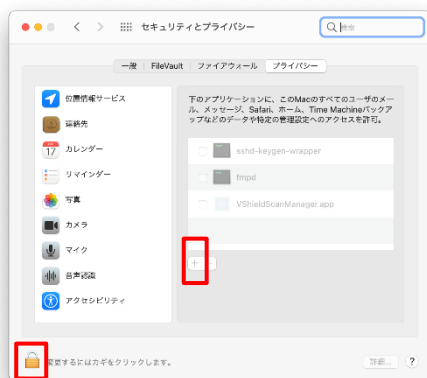 セキュリティとプライバシー
検索
一般 FileVault ファイアウォール プライバシー
位置情報サービス
連絡先
17 カレンダー
リマインダー
写真
カメラ
マイク
音声認識
アクセシビリティ
下のアプリケーションに、このMacのすべてのユーザのメー
ル、メッセージ、Safari、ホーム、Time Machineバックア
ップなどのデータや特定の管理設定へのアクセスを許可。
sshd-keygen-wrapper
fmpd
VShieldScanManager.app
+ -
変更するにはカギをクリックします。
詳細... ?